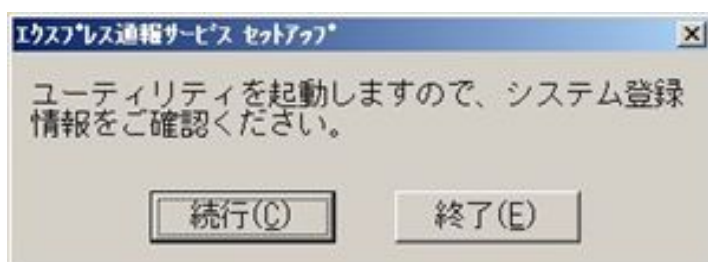 ｴｸｽﾌﾟﾚｽ通報ｻｰﾋﾞｽ ｾｯﾄｱｯﾌﾟ
ユーティリティを起動しますので、システム登録
情報をご確認ください。
続行(C) 終了(E)